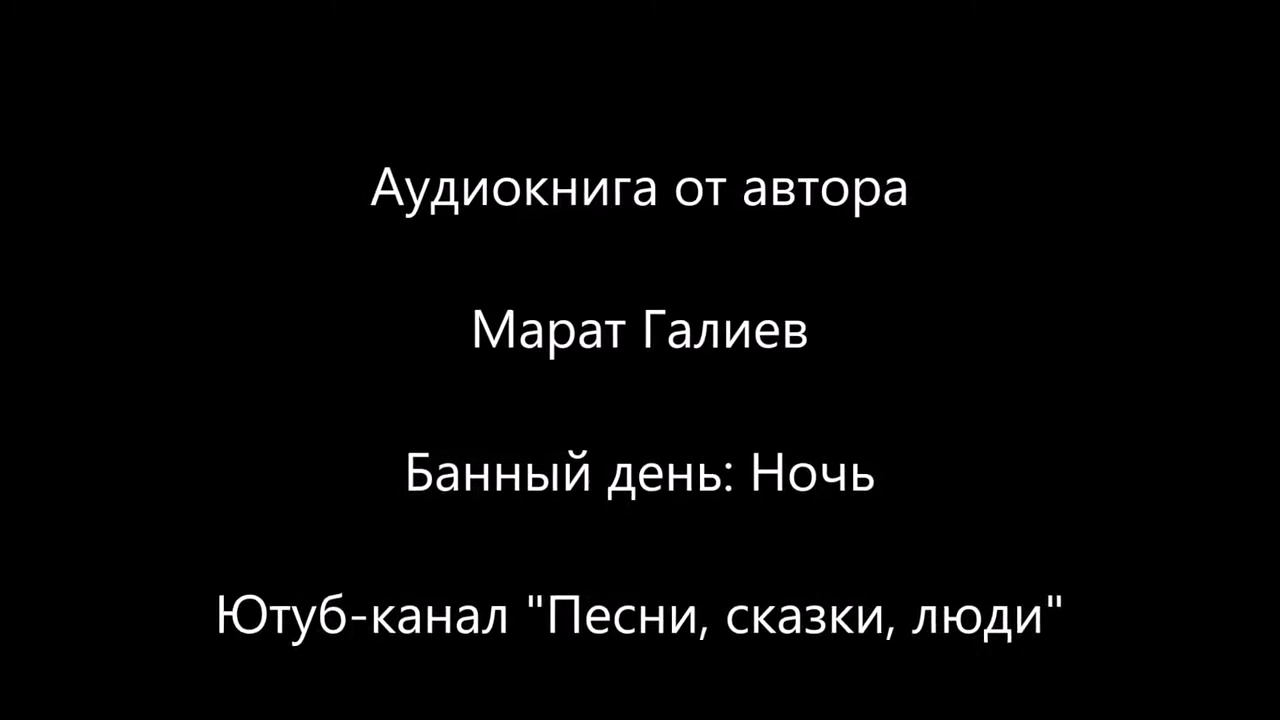 Аудиокнига от автора
Марат Галиев
Банный день: Ночь
Ютуб-канал "Песни, сказки, люди"